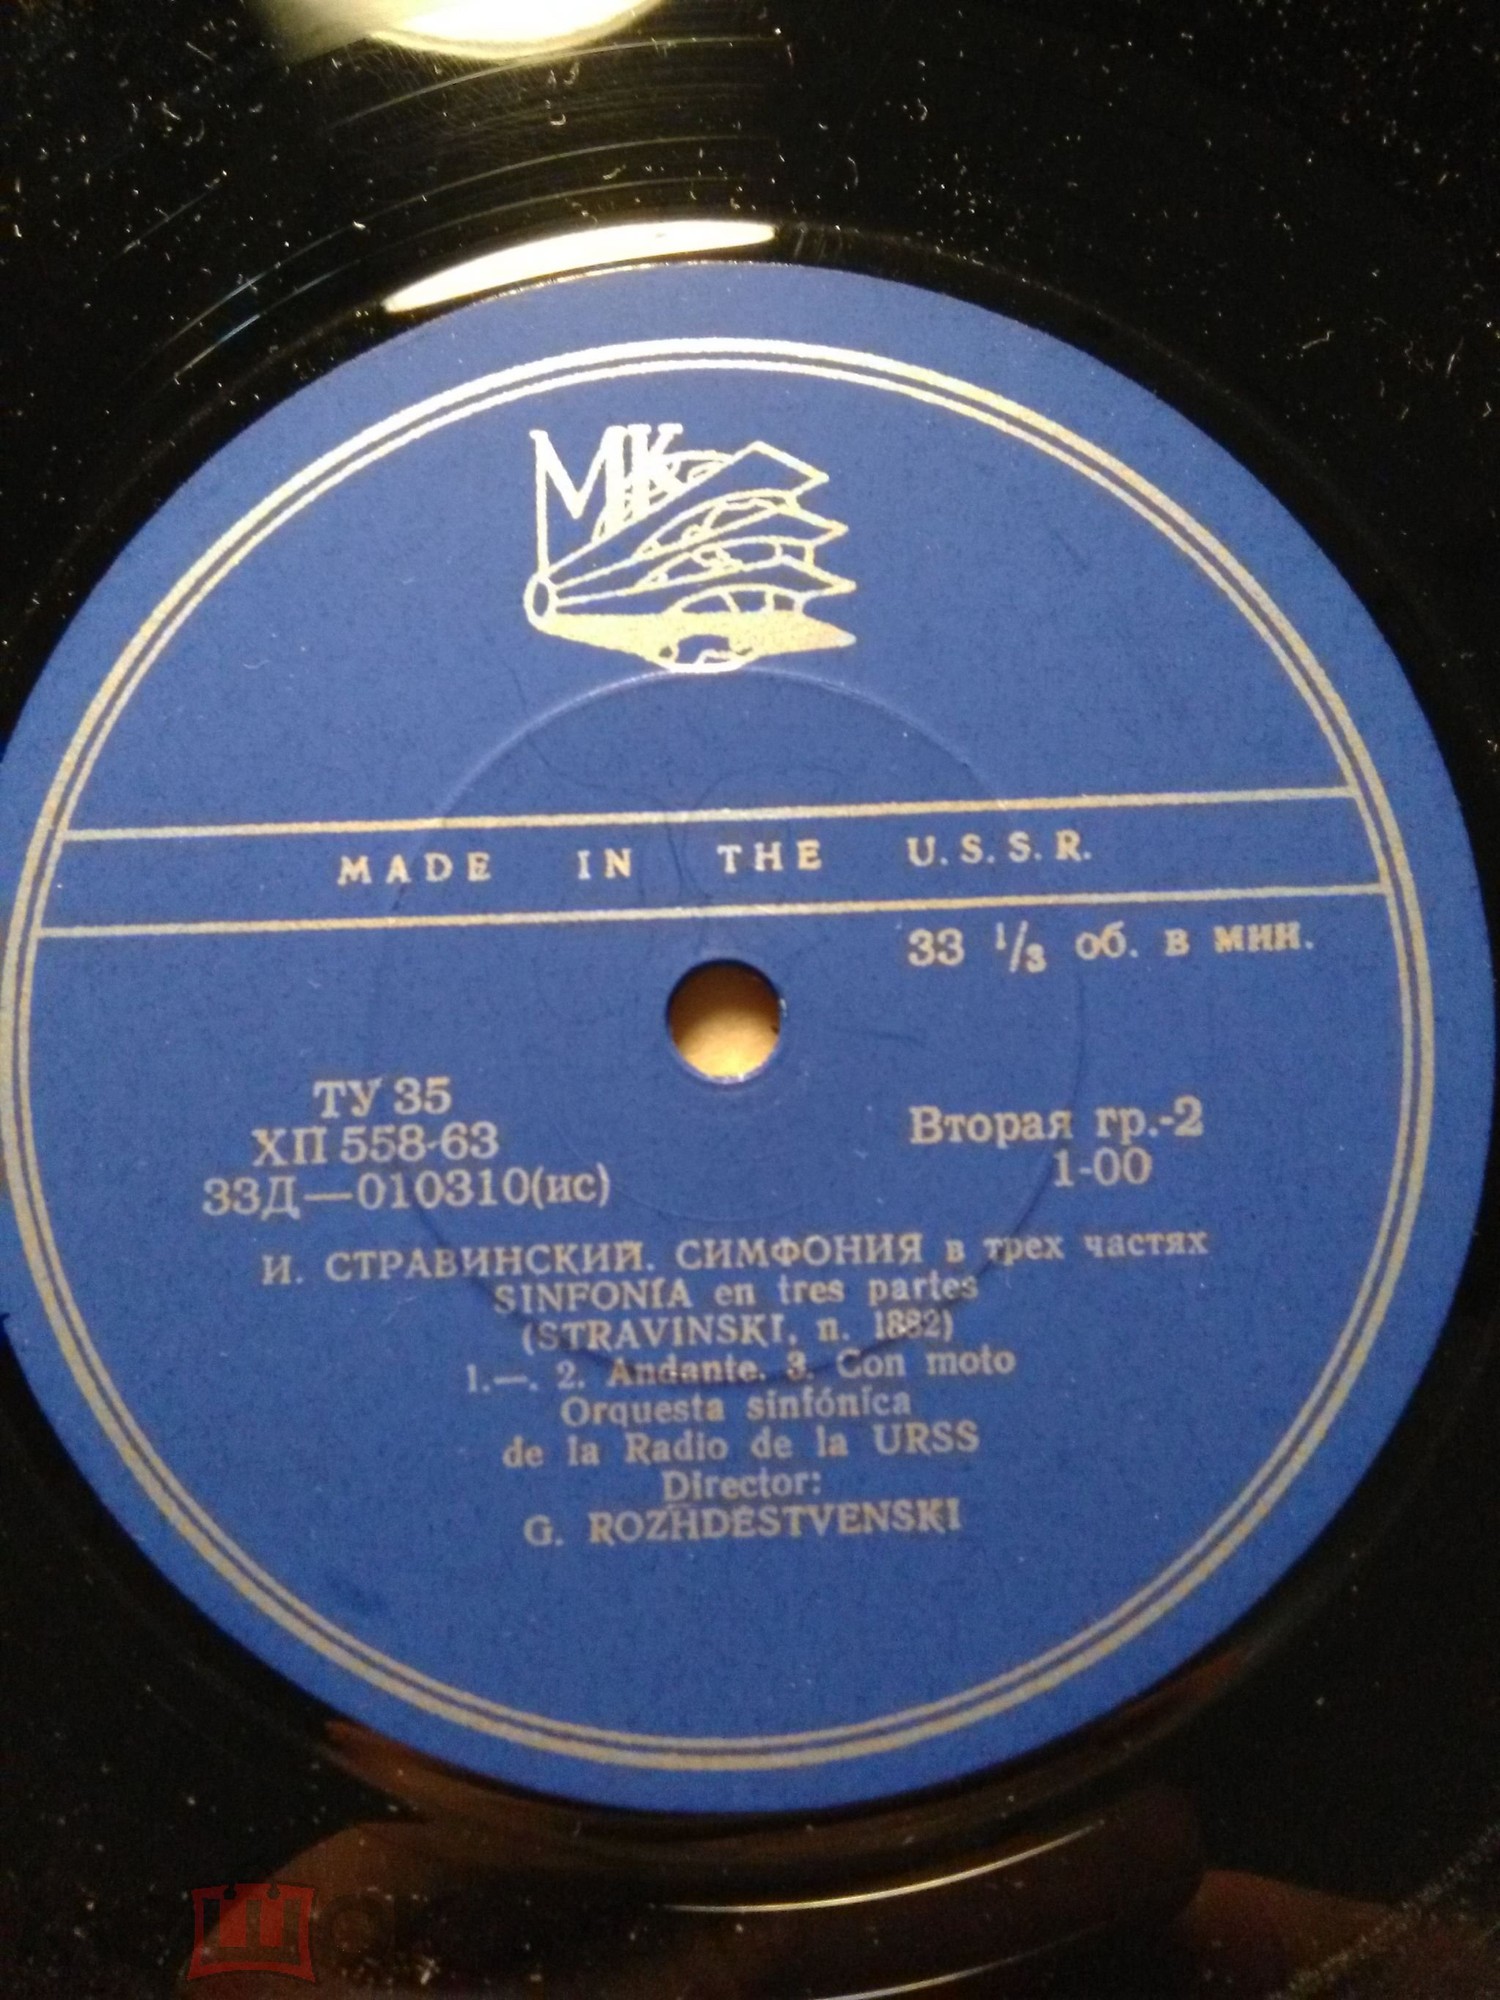 МК
MADE IN THE U.S.S.R.
33 1/3 об. в мин.
ТУ 35
ХП 558-63
33Д—010310(ис)
Вторая гр.-2
1-00
И. СТРАВИНСКИЙ. СИМФОНИЯ в трех частях
SINFONÍA en tres partes
(STRAVINSKI, n. 1882)
1.—. 2. Andante. 3. Con moto
Orquesta sinfónica
de la Radio de la URSS
Director:
G. ROZHDESTVENSKI